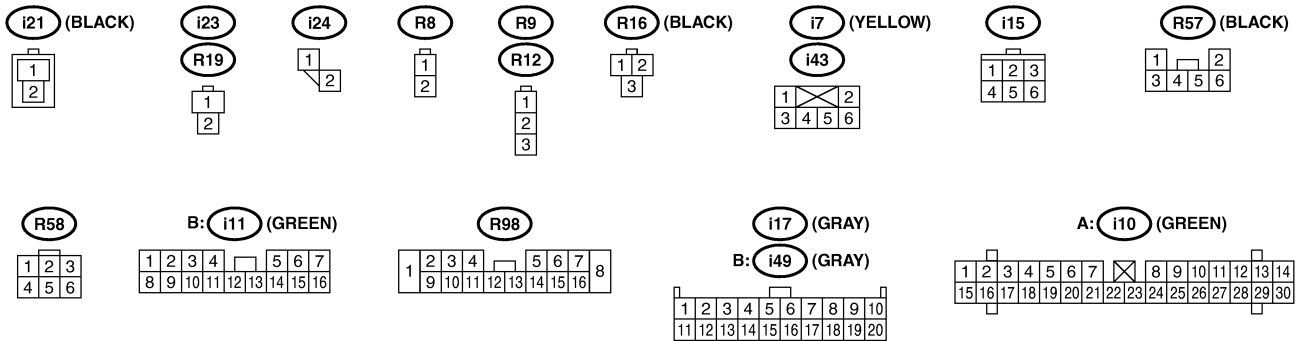 i21 (BLACK) i23 i24 R8 R9 R16 (BLACK) i7 (YELLOW) i15 R57 (BLACK)
R19 R12 i43
1
2
1
2
1
2
1
2
1
2
3
1 2
3
1 2
3 4 5 6
1 2 3
4 5 6
1 2
3 4 5 6
R58 B: i11 (GREEN) R98 i17 (GRAY) A: i10 (GREEN)
B: i49 (GRAY)
1 2 3
4 5 6
1 2 3 4 5 6 7
8 9 10 11 12 13 14 15 16
1 2 3 4 5 6 7 8
9 10 11 12 13 14 15 16
1 2 3 4 5 6 7 8 9 10
11 12 13 14 15 16 17 18 19 20
1 2 3 4 5 6 7 8 9 10 11 12 13 14
15 16 17 18 19 20 21 22 23 24 25 26 27 28 29 30